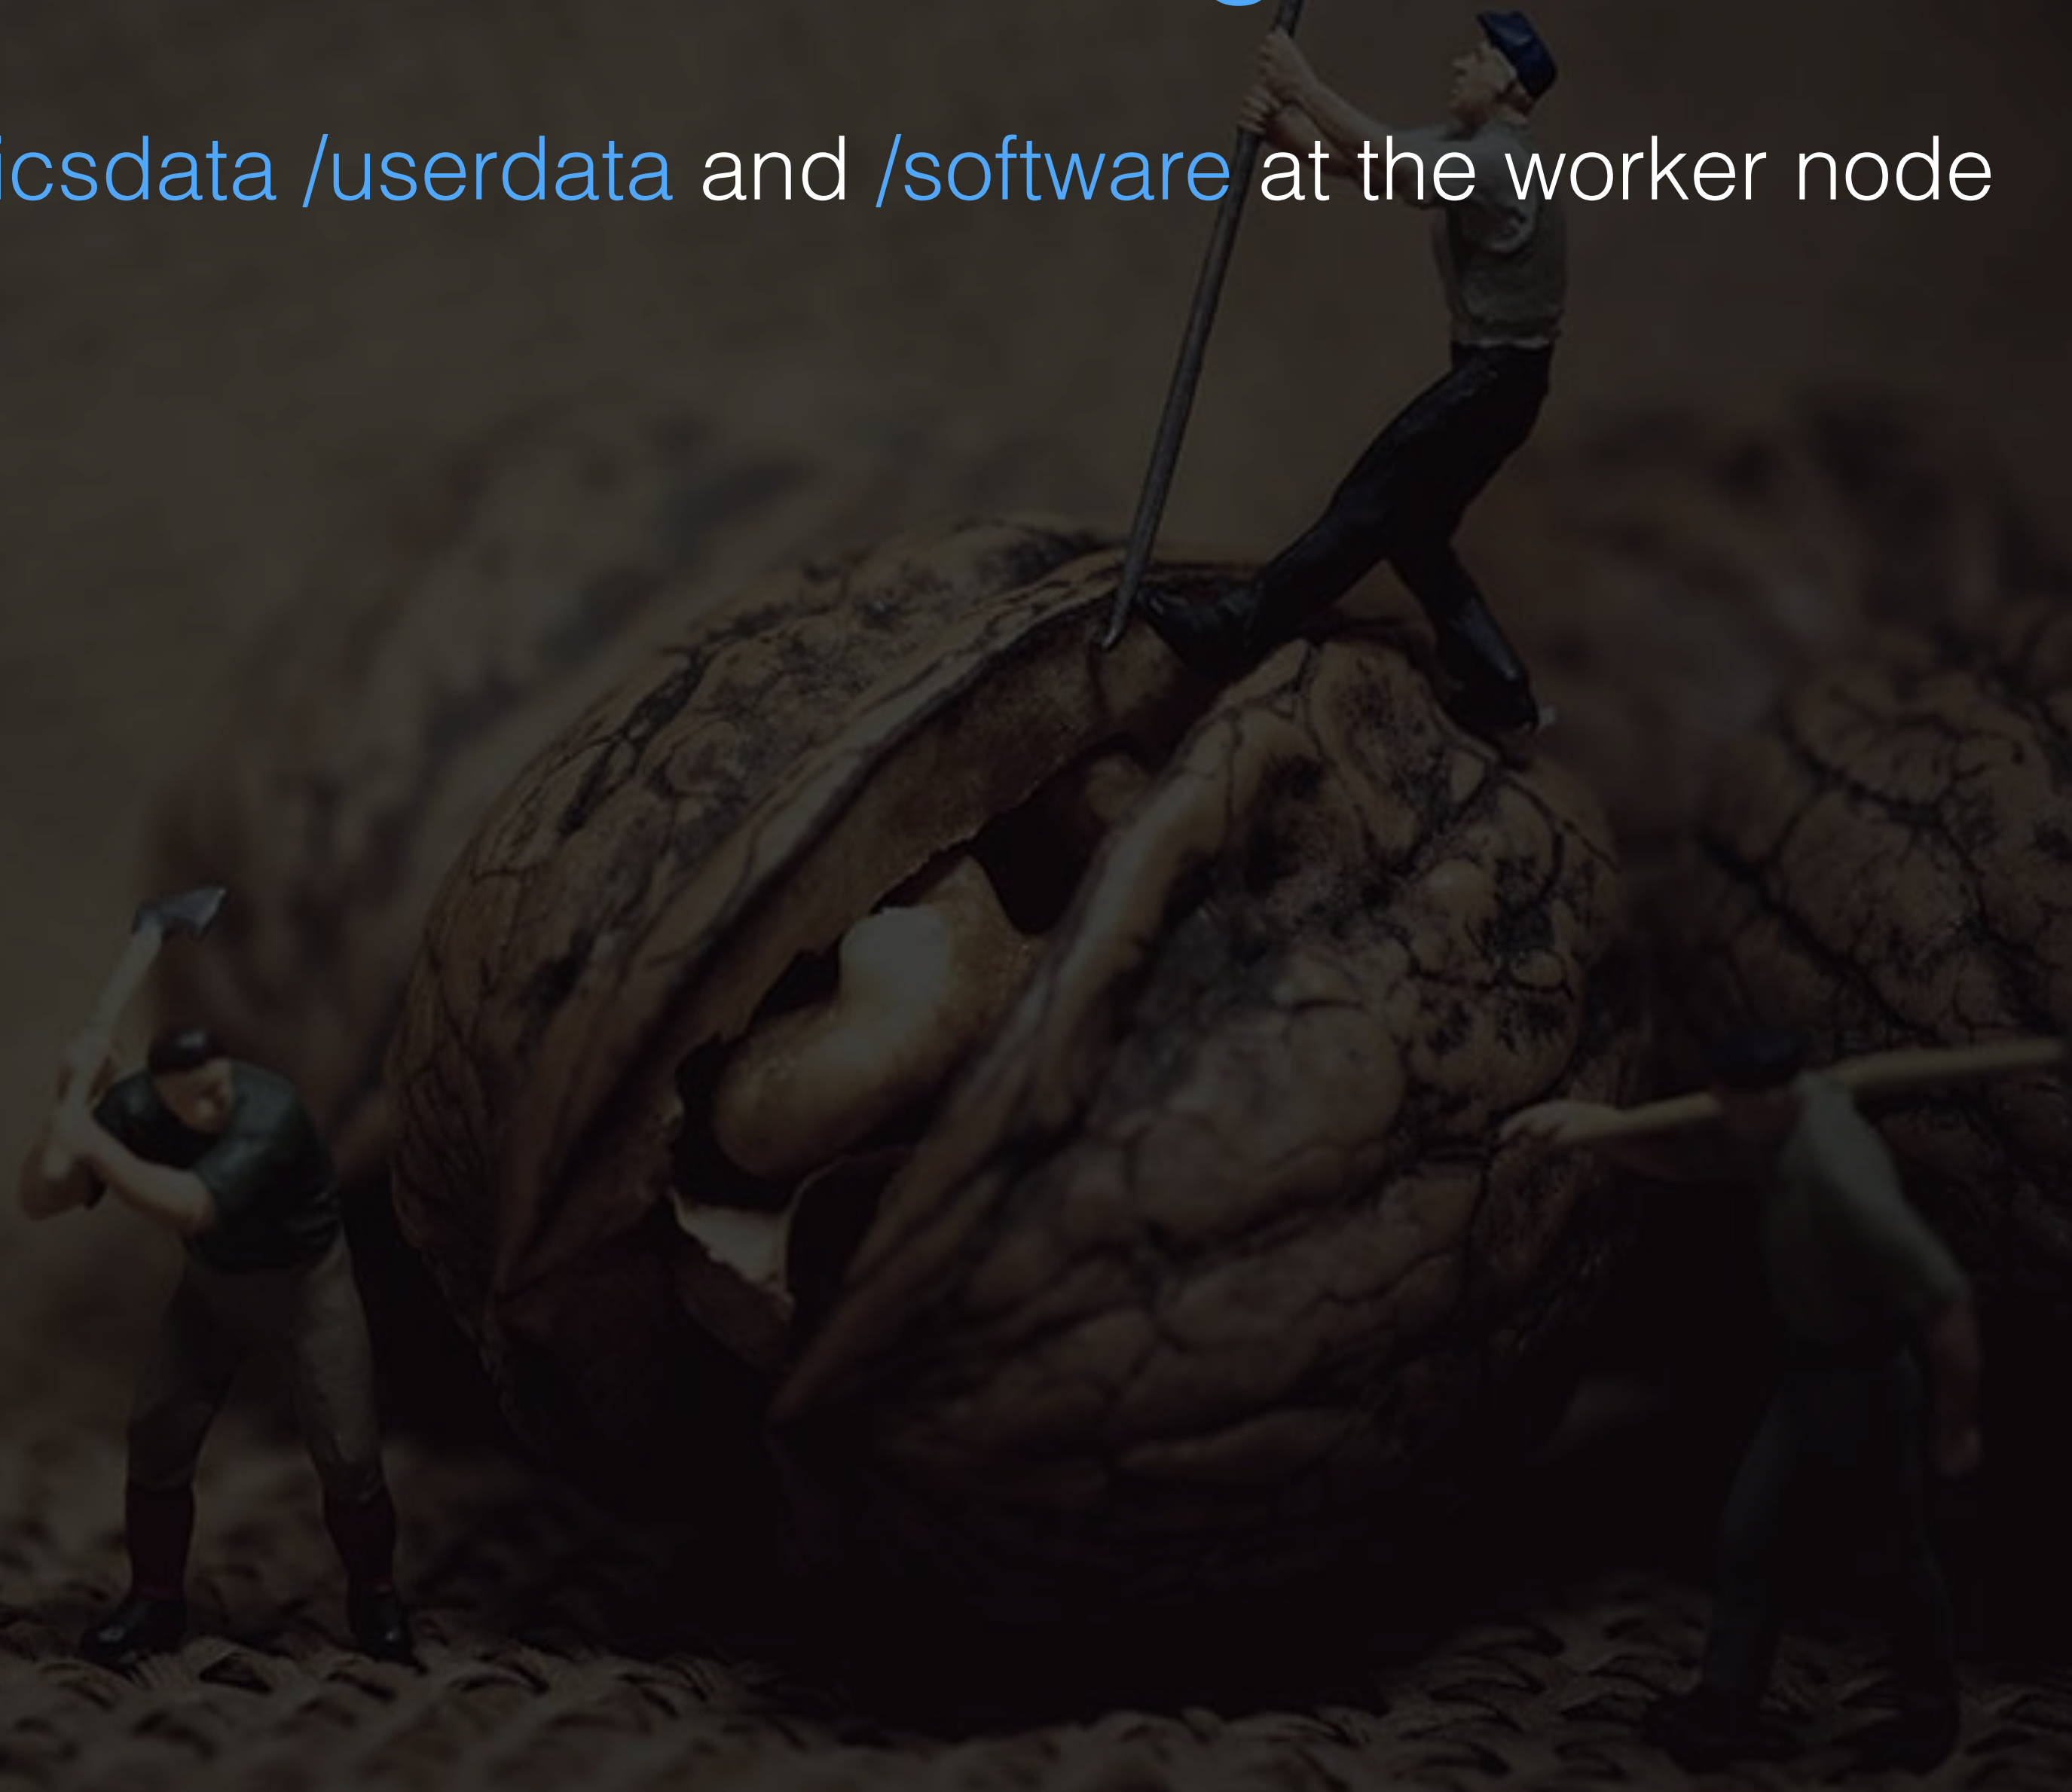 icsdata /userdata and /software at the worker node